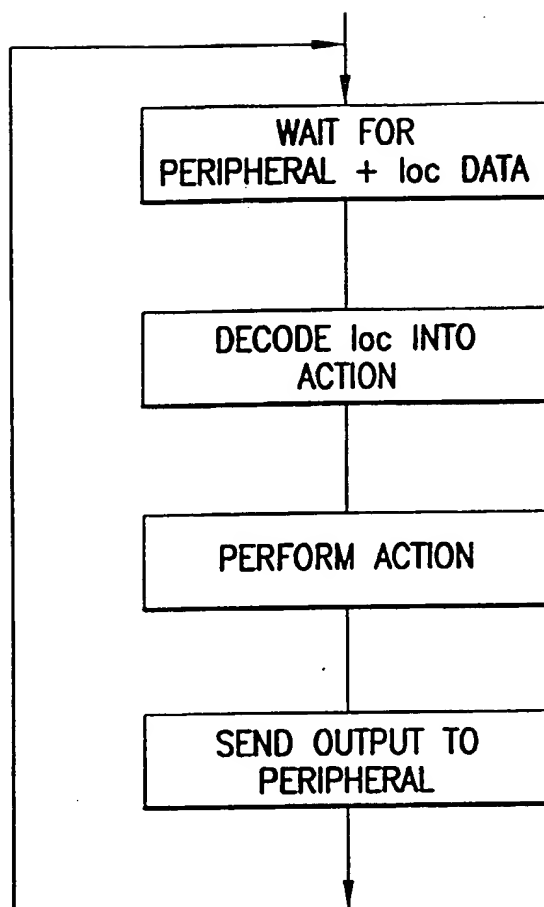 WAIT FOR
PERIPHERAL + loc DATA
DECODE loc INTO
ACTION
PERFORM ACTION
SEND OUTPUT TO
PERIPHERAL